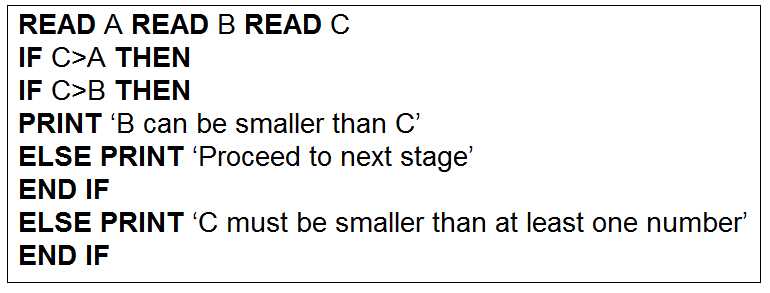 READ A READ B READ C
IF C>A THEN
IF C>B THEN
PRINT ‘B can be smaller than C’
ELSE PRINT ‘Proceed to next stage’
END IF
ELSE PRINT ‘C must be smaller than at least one number’
END IF